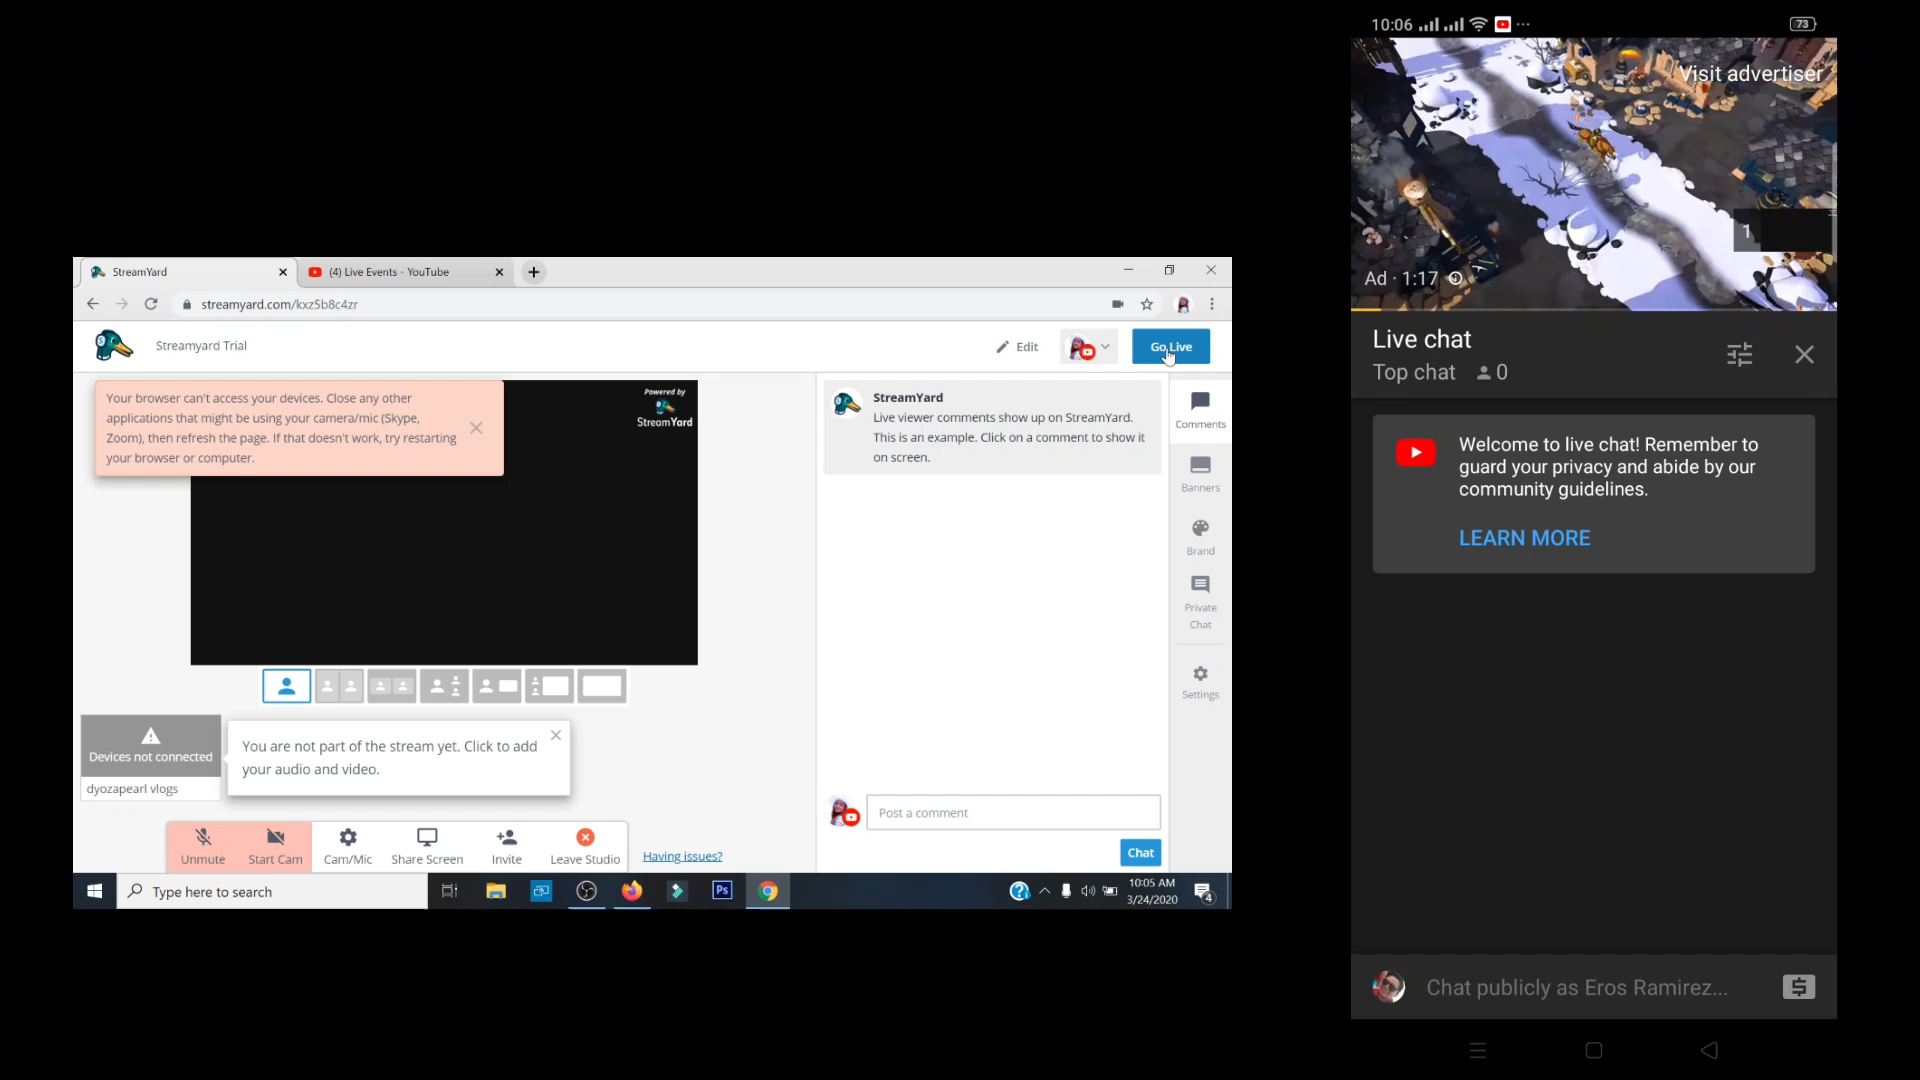 StreamYard
(4) Live Events - YouTube
streamyard.com/kxz5b8c4zr
Streamyard Trial
Edit
Go Live
Your browser can't access your devices. Close any other
applications that might be using your camera/mic (Skype,
Zoom), then refresh the page. If that doesn't work, try restarting
your browser or computer.
Powered by
StreamYard
StreamYard
Live viewer comments show up on StreamYard.
This is an example. Click on a comment to show it
on screen.
Comments
Banners
Brand
Private
Chat
Settings
Devices not connected
dyozapearl vlogs
You are not part of the stream yet. Click to add
your audio and video.
Post a comment
Chat
Unmute
Start Cam
Cam/Mic
Share Screen
Invite
Leave Studio
Having issues?
Type here to search
Ps
10:05 AM
3/24/2020
4
10:06
73
Visit advertiser
1
Ad · 1:17
Live chat
Top chat
0
Welcome to live chat! Remember to
guard your privacy and abide by our
community guidelines.
LEARN MORE
Chat publicly as Eros Ramirez...